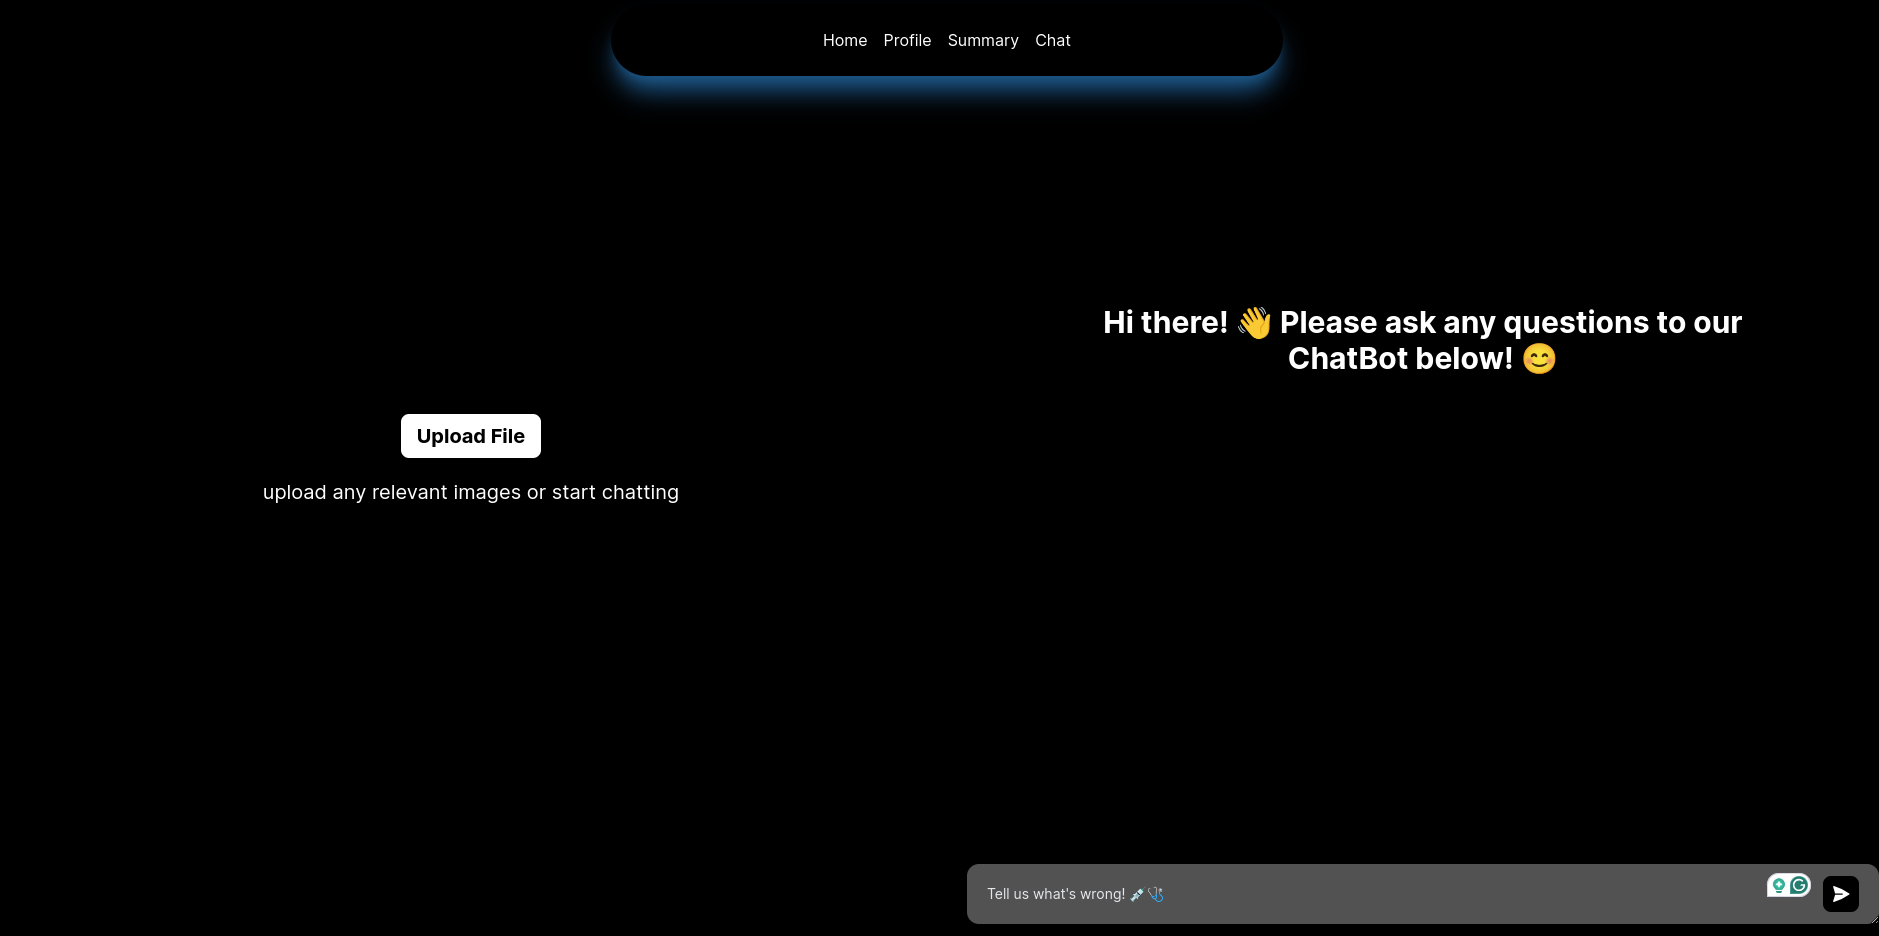 Home Profile Summary Chat
Hi there! 👋 Please ask any questions to our
ChatBot below! 😊
Upload File
upload any relevant images or start chatting
Tell us what's wrong! 💉🩺